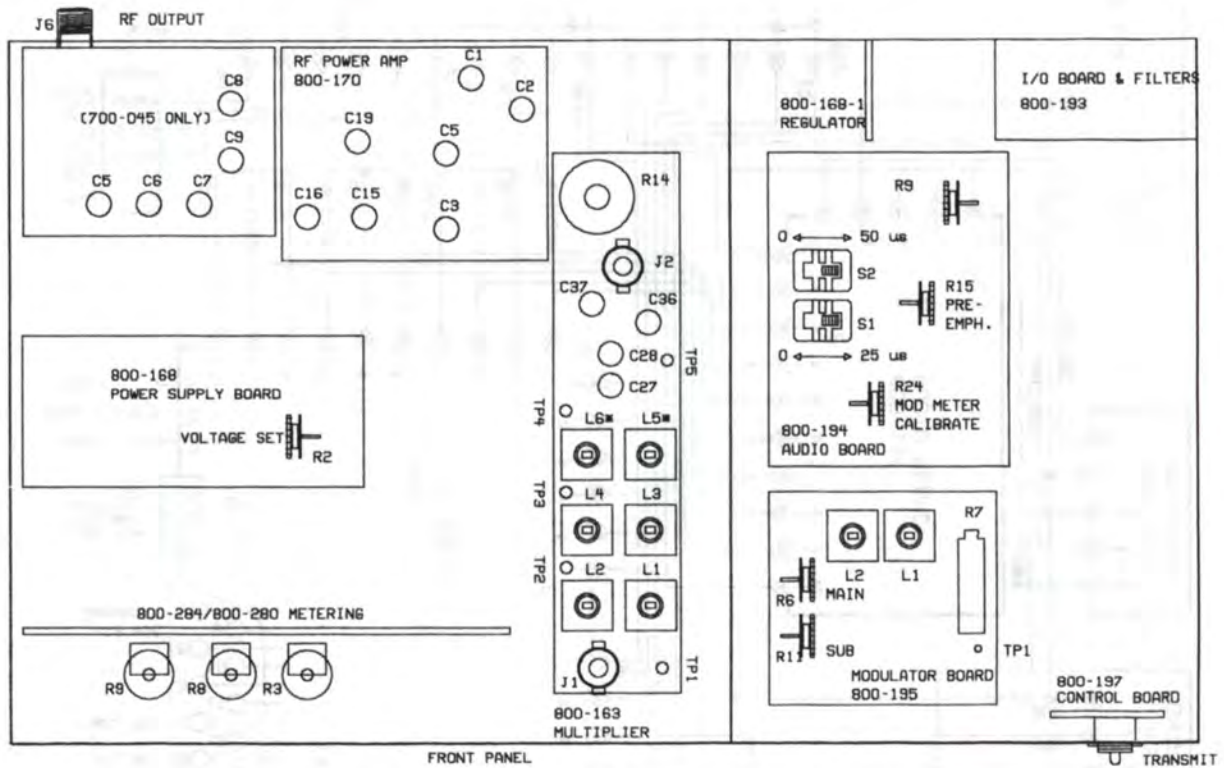 J6
RF OUTPUT
(700-045 ONLY)
C8
C9
C5
C6
C7
RF POWER AMP
800-170
C1
C2
C19
C5
C16
C15
C3
R14
J2
C37
C36
C28
C27
TP5
TP4
L6*
L5*
TP3
L4
L3
TP2
L2
L1
J1
TP1
800-163
MULTIPLIER
800-168
POWER SUPPLY BOARD
VOLTAGE SET
R2
800-284/800-280 METERING
R9
R8
R3
FRONT PANEL
800-168-1
REGULATOR
I/O BOARD & FILTERS
800-193
R9
0
50 us
S2
S1
0
25 us
R15
PRE-
EMPH.
R24
MOD METER
CALIBRATE
800-194
AUDIO BOARD
R7
L2
L1
R6
MAIN
R11
SUB
TP1
MODULATOR BOARD
800-195
800-197
CONTROL BOARD
TRANSMIT